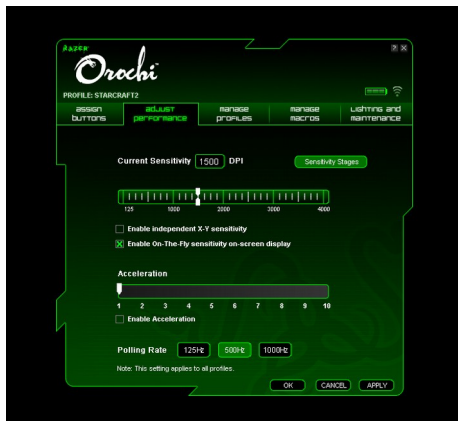 RAZER
Orochi
? X
PROFILE: STARCRAFT2
assign buttons
adjust performance
manage profiles
manage macros
Lighting and maintenance
Current Sensitivity 1500 DPI Sensitivity Stages
125 1000 2000 3000 4000
Enable independent X-Y sensitivity
Enable On-The-Fly sensitivity on-screen display
Acceleration
1 2 3 4 5 6 7 8 9 10
Enable Acceleration
Polling Rate 125Hz 500Hz 1000Hz
Note: This setting applies to all profiles.
OK CANCEL APPLY